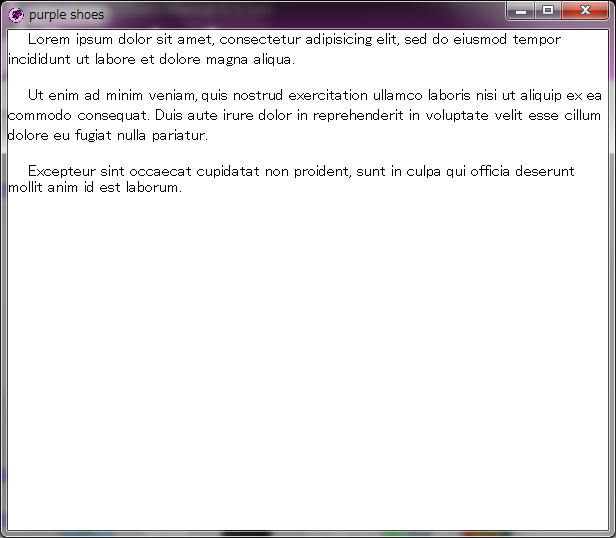 purple shoes
Lorem ipsum dolor sit amet, consectetur adipisicing elit, sed do eiusmod tempor
incididunt ut labore et dolore magna aliqua.
Ut enim ad minim veniam, quis nostrud exercitation ullamco laboris nisi ut aliquip ex ea
commodo consequat. Duis aute irure dolor in reprehenderit in voluptate velit esse cillum
dolore eu fugiat nulla pariatur.
Excepteur sint occaecat cupidatat non proident, sunt in culpa qui officia deserunt
mollit anim id est laborum.